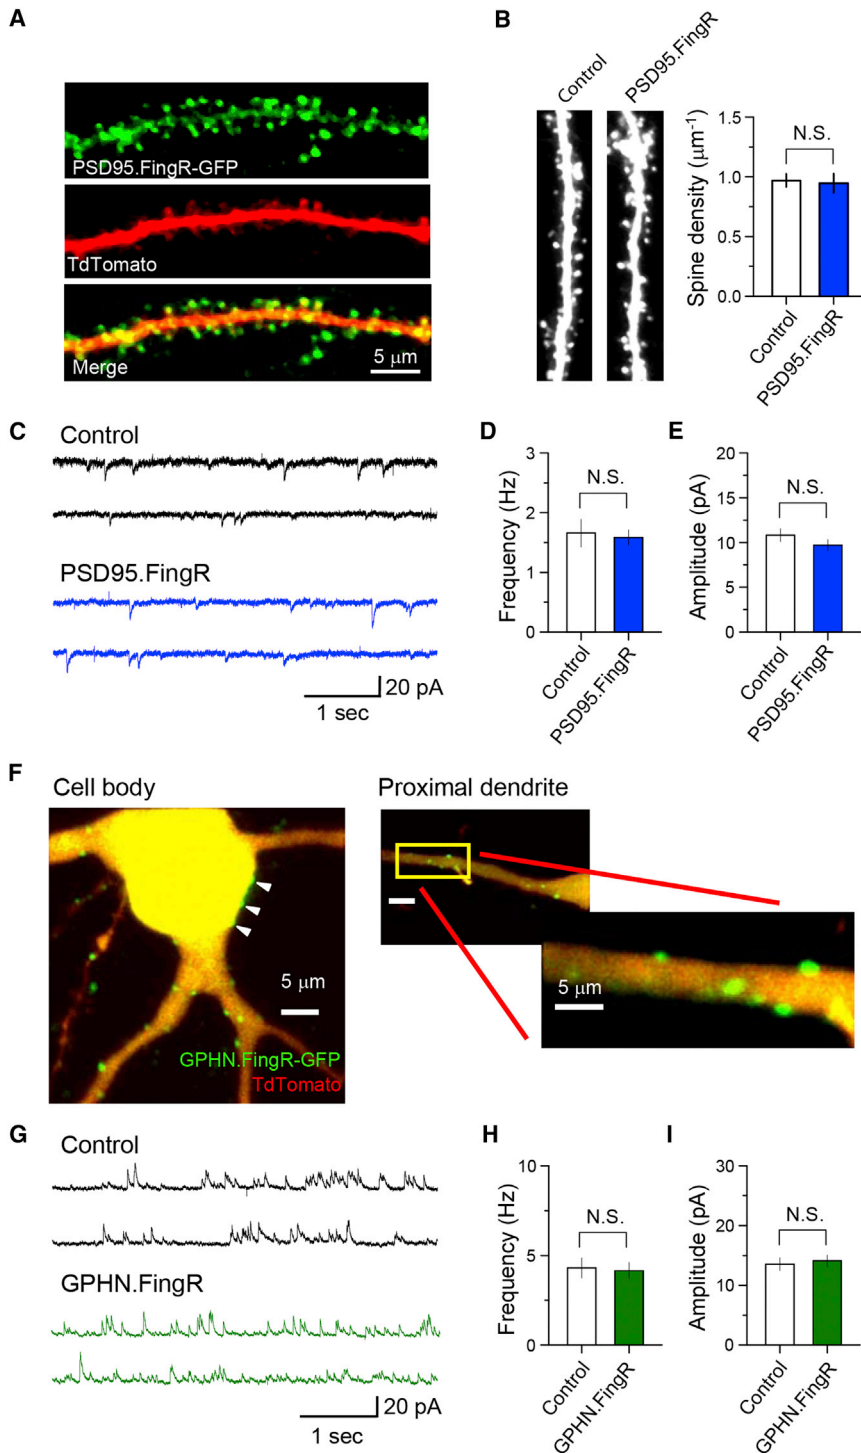 A
PSD95.FingR-GFP
TdTomato
Merge
5 μm
B
Control
PSD95.FingR
Spine density (μm⁻¹)
1.5
1.0
0.5
0.0
N.S.
Control
PSD95.FingR
C
Control
PSD95.FingR
20 pA
1 sec
D
Frequency (Hz)
3
2
1
0
N.S.
Control
PSD95.FingR
E
Amplitude (pA)
20
15
10
5
0
N.S.
Control
PSD95.FingR
F
Cell body
5 μm
GPHN.FingR-GFP
TdTomato
Proximal dendrite
5 μm
G
Control
GPHN.FingR
20 pA
1 sec
H
Frequency (Hz)
10
5
0
N.S.
Control
GPHN.FingR
I
Amplitude (pA)
30
20
15
10
0
N.S.
Control
GPHN.FingR